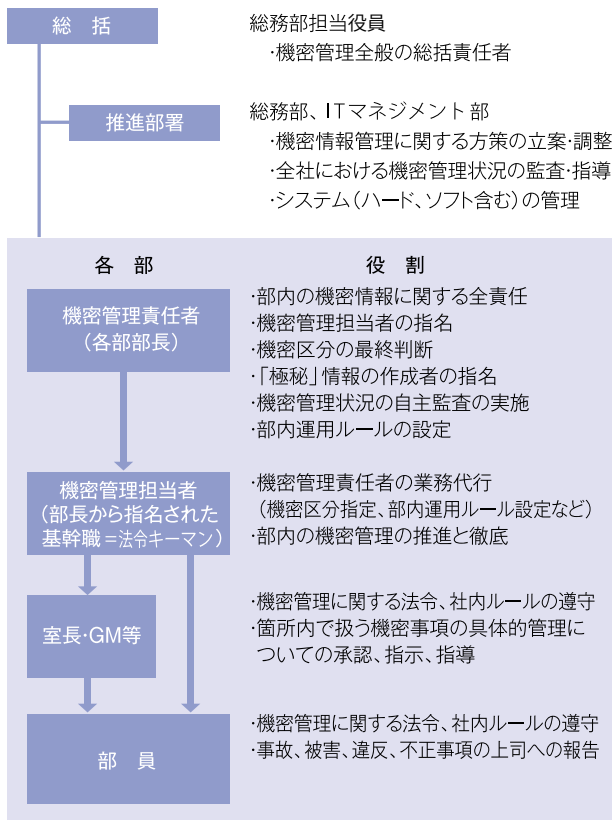 総 括
総務部担当役員
・機密管理全般の総括責任者
推進部署
総務部、ITマネジメント部
・機密情報管理に関する方策の立案・調整
・全社における機密管理状況の監査・指導
・システム（ハード、ソフト含む）の管理
各 部
役 割
機密管理責任者
（各部部長）
・部内の機密情報に関する全責任
・機密管理担当者の指名
・機密区分の最終判断
・「極秘」情報の作成者の指名
・機密管理状況の自主監査の実施
・部内運用ルールの設定
機密管理担当者
（部長から指名された
基幹職＝法令キーマン）
・機密管理責任者の業務代行
（機密区分指定、部内運用ルール設定など）
・部内の機密管理の推進と徹底
室長・GM等
・機密管理に関する法令、社内ルールの遵守
・箇所内で扱う機密事項の具体的管理に
ついての承認、指示、指導
部 員
・機密管理に関する法令、社内ルールの遵守
・事故、被害、違反、不正事項の上司への報告